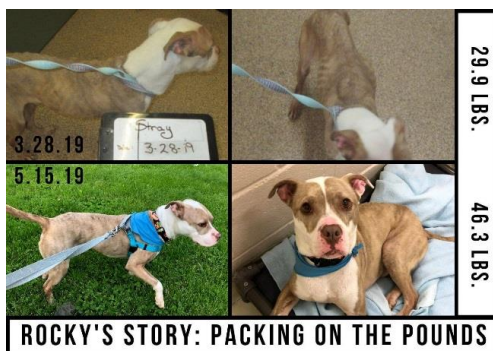 Stray
3-28-19
3.28.19
29.9 LBS.
5.15.19
46.3 LBS.
ROCKY'S STORY: PACKING ON THE POUNDS